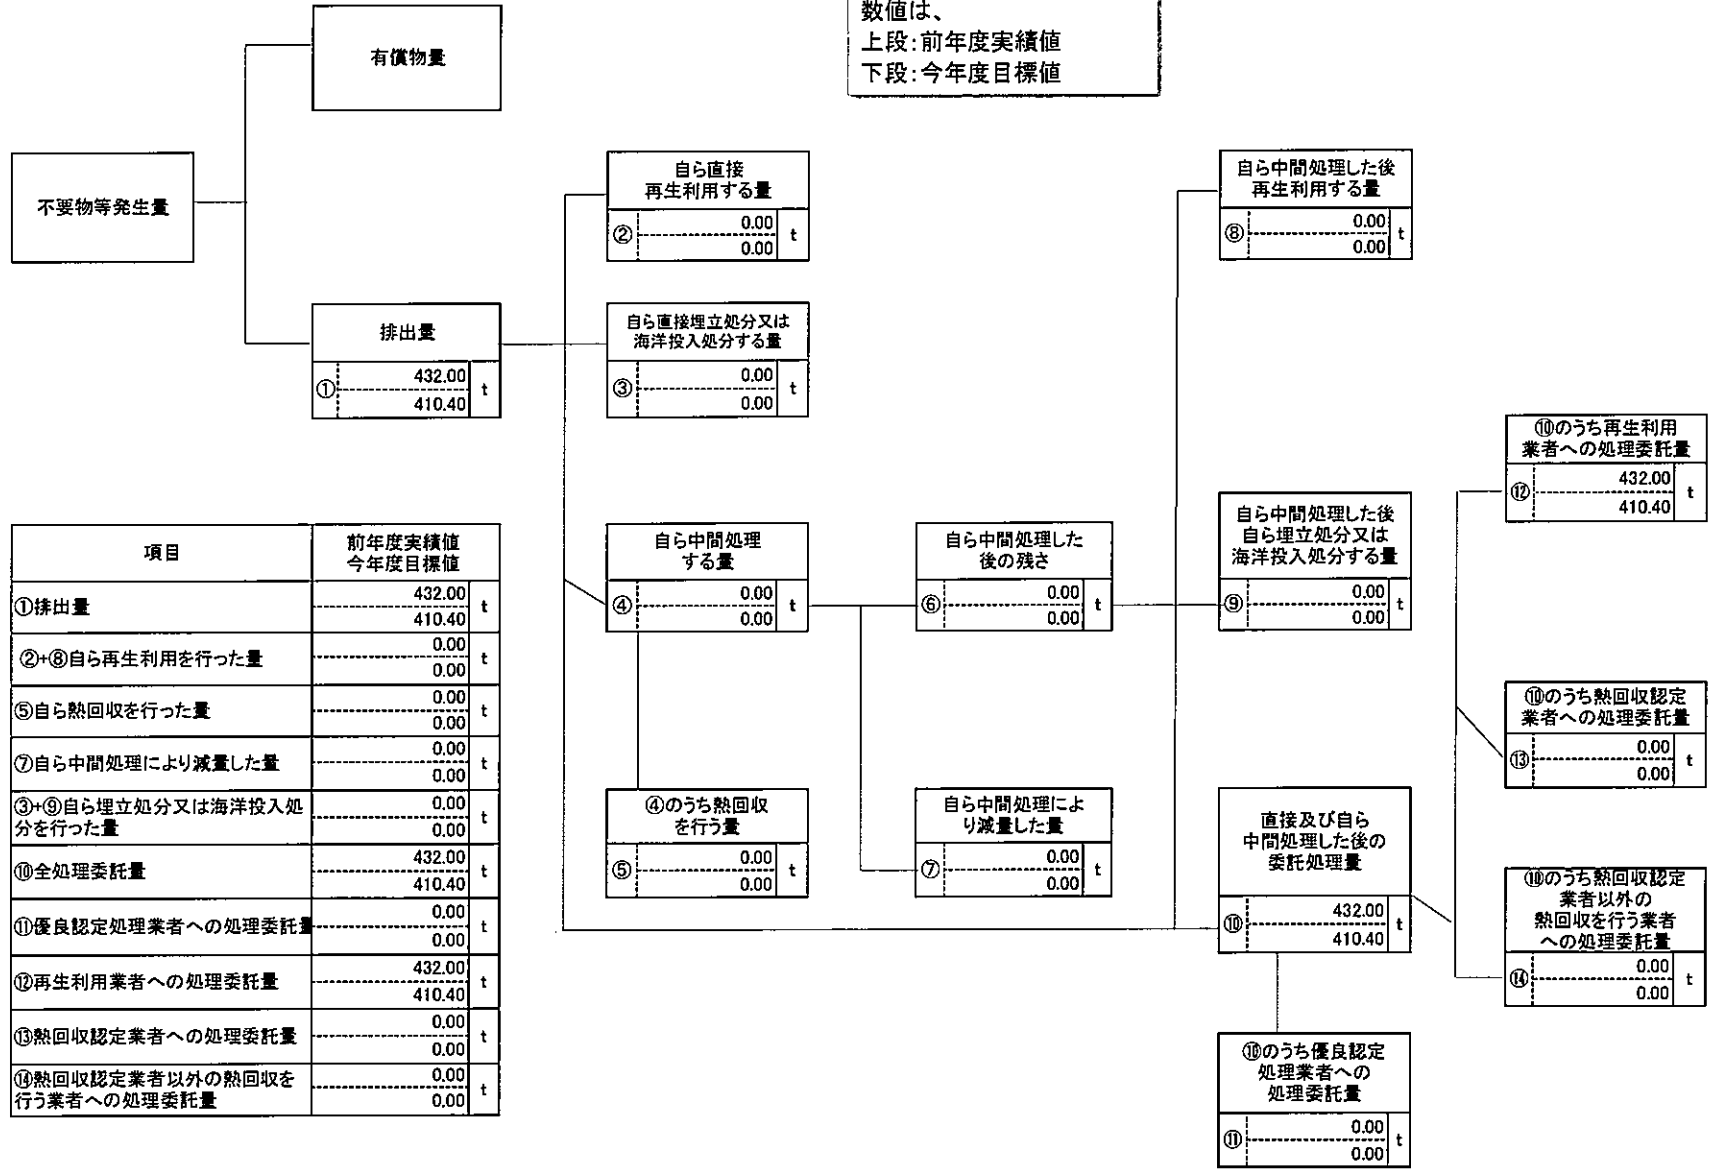 数値は、
上段：前年度実績値
下段：今年度目標値
有償物量
不要物等発生量
排出量
① 432.00 t
410.40
自ら直接
再生利用する量
② 0.00 t
0.00
自ら直接埋立処分又は
海洋投入処分する量
③ 0.00 t
0.00
自ら中間処理
する量
④ 0.00 t
0.00
④のうち熱回収
を行う量
⑤ 0.00 t
0.00
自ら中間処理した
後の残さ
⑥ 0.00 t
0.00
自ら中間処理によ
り減量した量
⑦ 0.00 t
0.00
自ら中間処理した後
再生利用する量
⑧ 0.00 t
0.00
自ら中間処理した後
自ら埋立処分又は
海洋投入処分する量
⑨ 0.00 t
0.00
直接及び自ら
中間処理した後の
委託処理量
⑩ 432.00 t
410.40
⑩のうち優良認定
処理業者への
処理委託量
⑪ 0.00 t
0.00
⑩のうち再生利用
業者への処理委託量
⑫ 432.00 t
410.40
⑩のうち熱回収認定
業者への処理委託量
⑬ 0.00 t
0.00
⑩のうち熱回収認定
業者以外の
熱回収を行う業者
への処理委託量
⑭ 0.00 t
0.00
項目 前年度実績値
今年度目標値
①排出量 432.00 t
410.40
②+⑧自ら再生利用を行った量 0.00 t
0.00
⑤自ら熱回収を行った量 0.00 t
0.00
⑦自ら中間処理により減量した量 0.00 t
0.00
③+⑨自ら埋立処分又は海洋投入処 0.00 t
分を行った量 0.00
⑩全処理委託量 432.00 t
410.40
⑪優良認定処理業者への処理委託量 0.00 t
0.00
⑫再生利用業者への処理委託量 432.00 t
410.40
⑬熱回収認定業者への処理委託量 0.00 t
0.00
⑭熱回収認定業者以外の熱回収を 0.00 t
行う業者への処理委託量 0.00